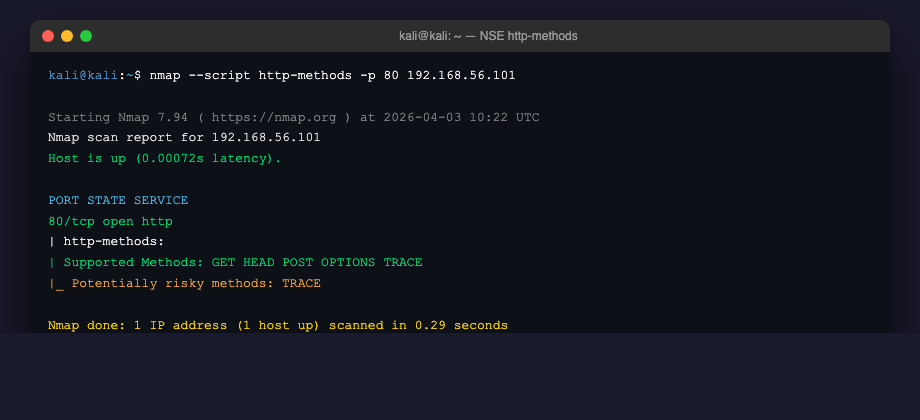 kali@kali: ~ — NSE http-methods
kali@kali:~$ nmap --script http-methods -p 80 192.168.56.101
Starting Nmap 7.94 ( https://nmap.org ) at 2026-04-03 10:22 UTC
Nmap scan report for 192.168.56.101
Host is up (0.00072s latency).
PORT STATE SERVICE
80/tcp open http
| http-methods:
| Supported Methods: GET HEAD POST OPTIONS TRACE
|_ Potentially risky methods: TRACE
Nmap done: 1 IP address (1 host up) scanned in 0.29 seconds